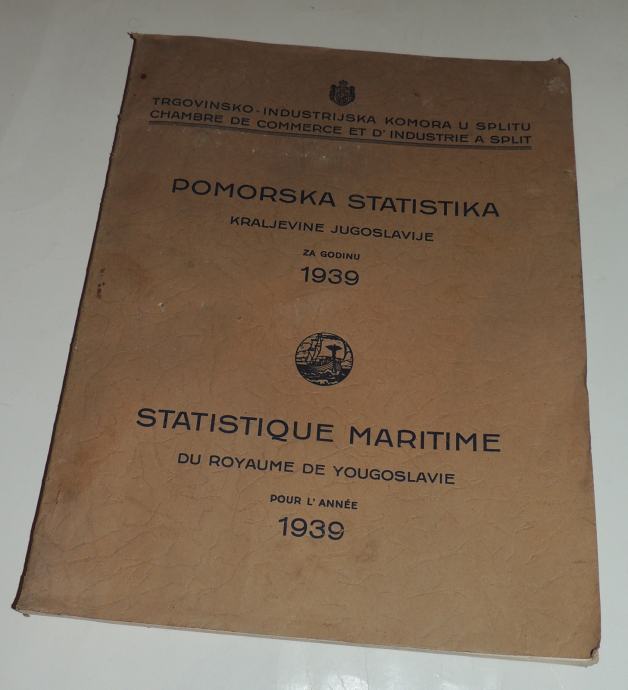 TRGOVINSKO-INDUSTRIJSKA KOMORA U SPLITU
CHAMBRE DE COMMERCE ET D'INDUSTRIE A SPLIT
POMORSKA STATISTIKA
KRALJEVINE JUGOSLAVIJE
ZA GODINU
1939
STATISTIQUE MARITIME
DU ROYAUME DE YOUGOSLAVIE
POUR L'ANNÉE
1939